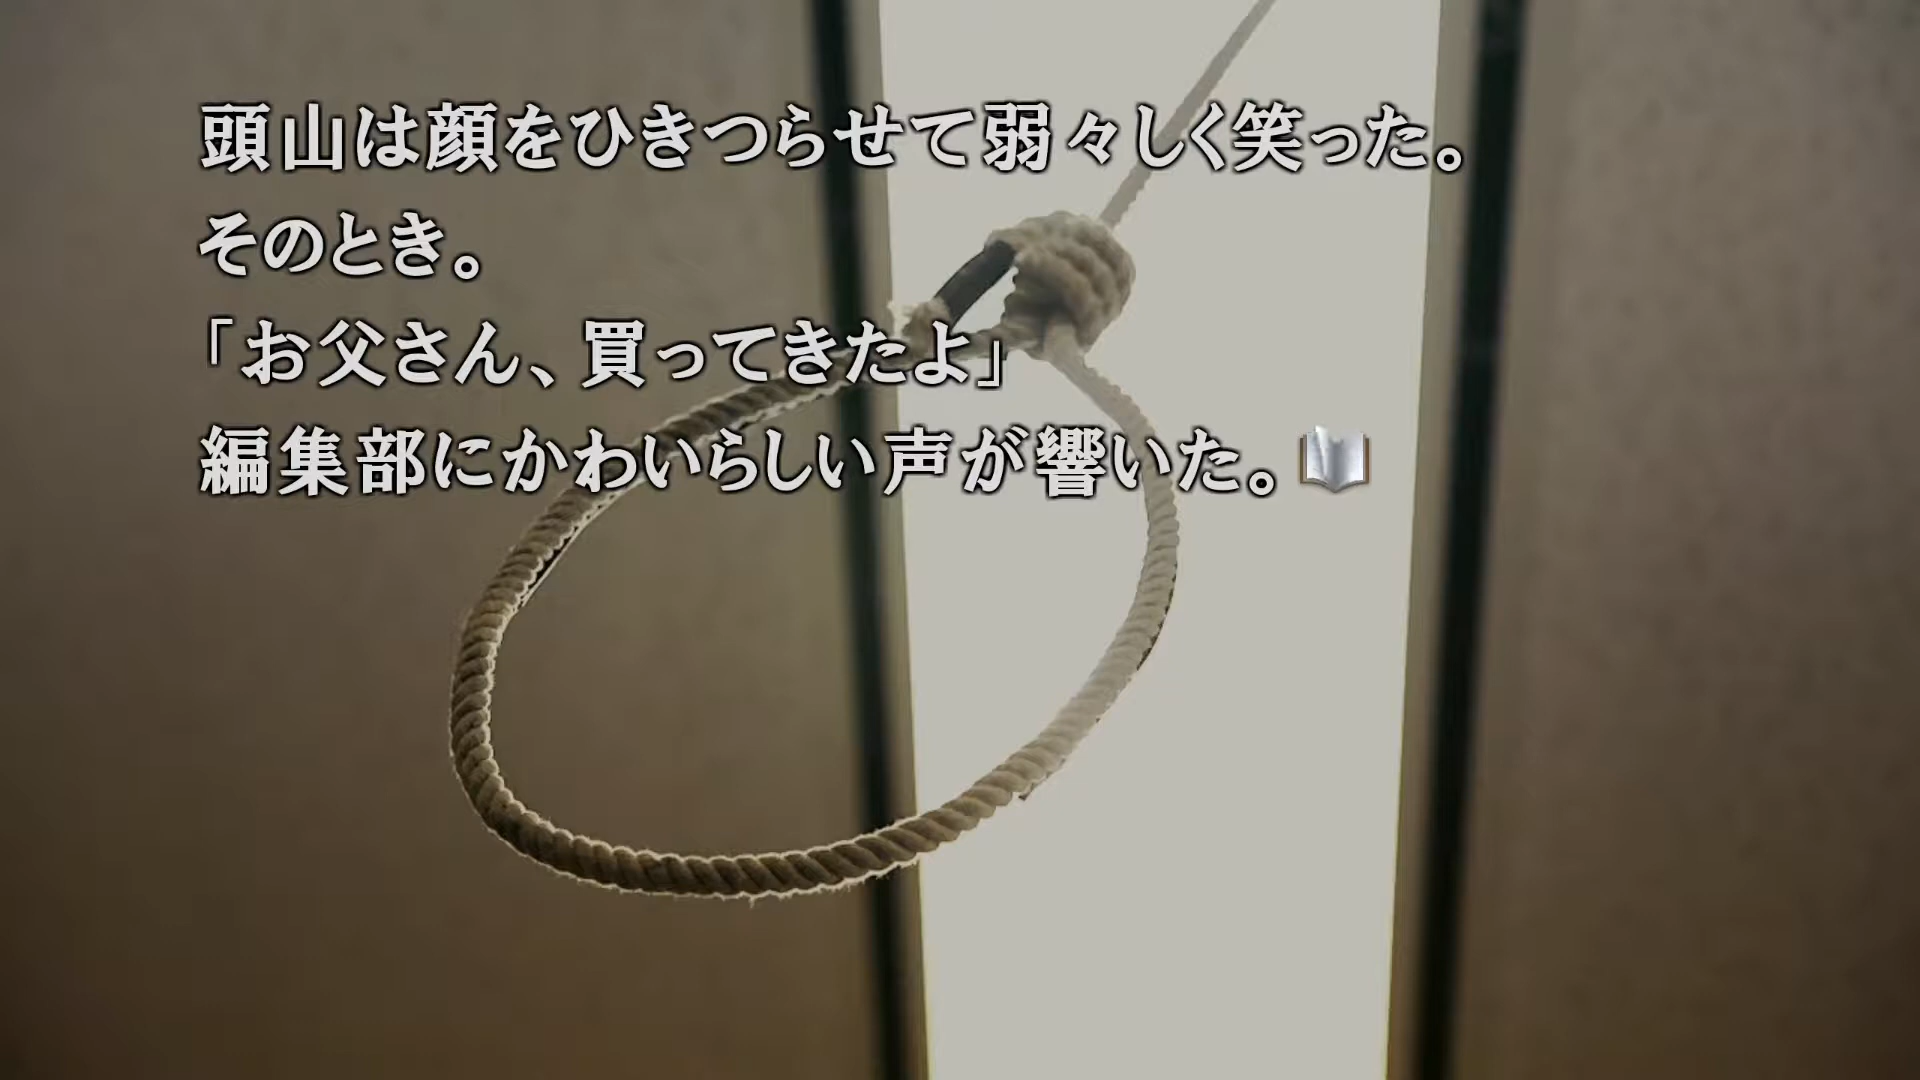 頭山は顔をひきつらせて弱々しく笑った。
そのとき。
「お父さん、買ってきたよ」
編集部にかわいらしい声が響いた。